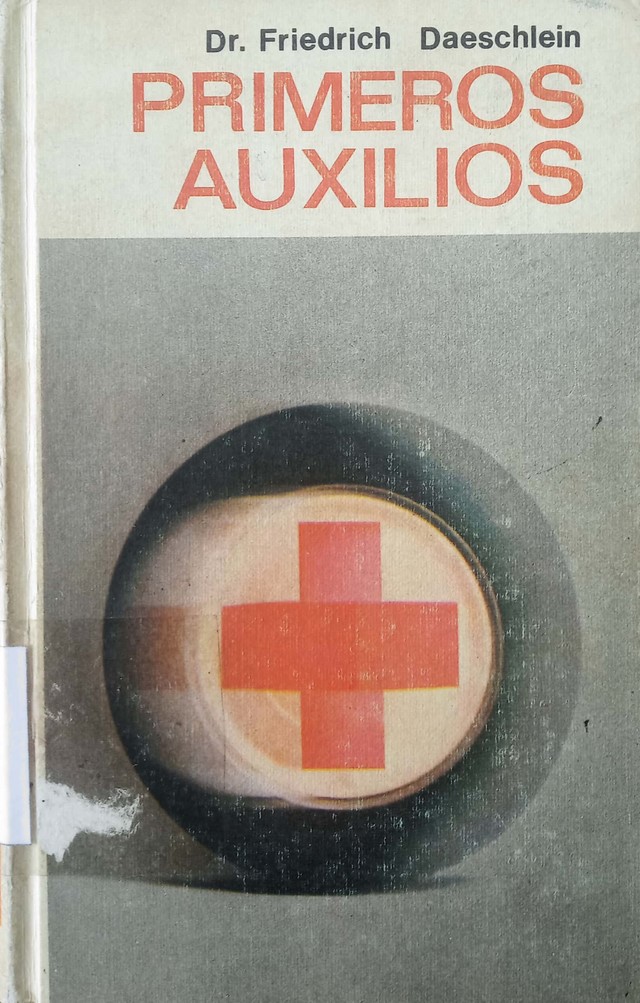 Dr. Friedrich Daeschlein
PRIMEROS
AUXILIOS